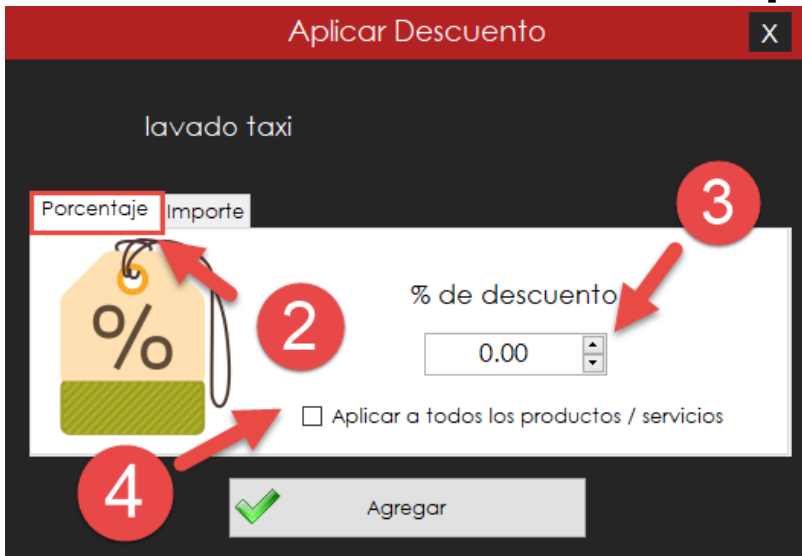 Aplicar Descuento X
lavado taxi
Porcentaje Importe
3
% de descuento
%
2
0.00
Aplicar a todos los productos / servicios
4
Agregar